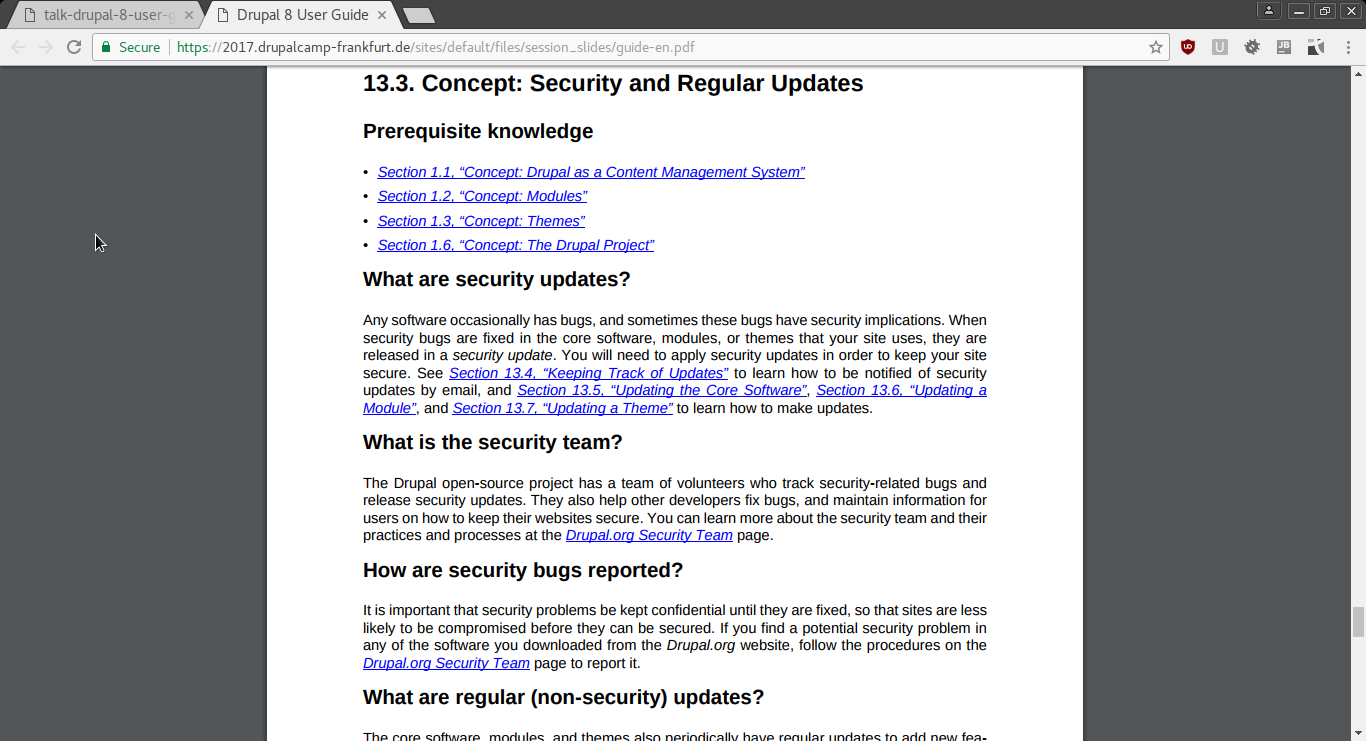 talk-drupal-8-user-g
Drupal 8 User Guide
Secure
https://2017.drupalcamp-frankfurt.de/sites/default/files/session_slides/guide-en.pdf
13.3. Concept: Security and Regular Updates
Prerequisite knowledge
• Section 1.1, “Concept: Drupal as a Content Management System”
• Section 1.2, “Concept: Modules”
• Section 1.3, “Concept: Themes”
• Section 1.6, “Concept: The Drupal Project”
What are security updates?
Any software occasionally has bugs, and sometimes these bugs have security implications. When
security bugs are fixed in the core software, modules, or themes that your site uses, they are
released in a security update. You will need to apply security updates in order to keep your site
secure. See Section 13.4, “Keeping Track of Updates” to learn how to be notified of security
updates by email, and Section 13.5, “Updating the Core Software”, Section 13.6, “Updating a
Module”, and Section 13.7, “Updating a Theme” to learn how to make updates.
What is the security team?
The Drupal open-source project has a team of volunteers who track security-related bugs and
release security updates. They also help other developers fix bugs, and maintain information for
users on how to keep their websites secure. You can learn more about the security team and their
practices and processes at the Drupal.org Security Team page.
How are security bugs reported?
It is important that security problems be kept confidential until they are fixed, so that sites are less
likely to be compromised before they can be secured. If you find a potential security problem in
any of the software you downloaded from the Drupal.org website, follow the procedures on the
Drupal.org Security Team page to report it.
What are regular (non-security) updates?
The core software, modules, and themes also periodically have regular updates to add new fea-